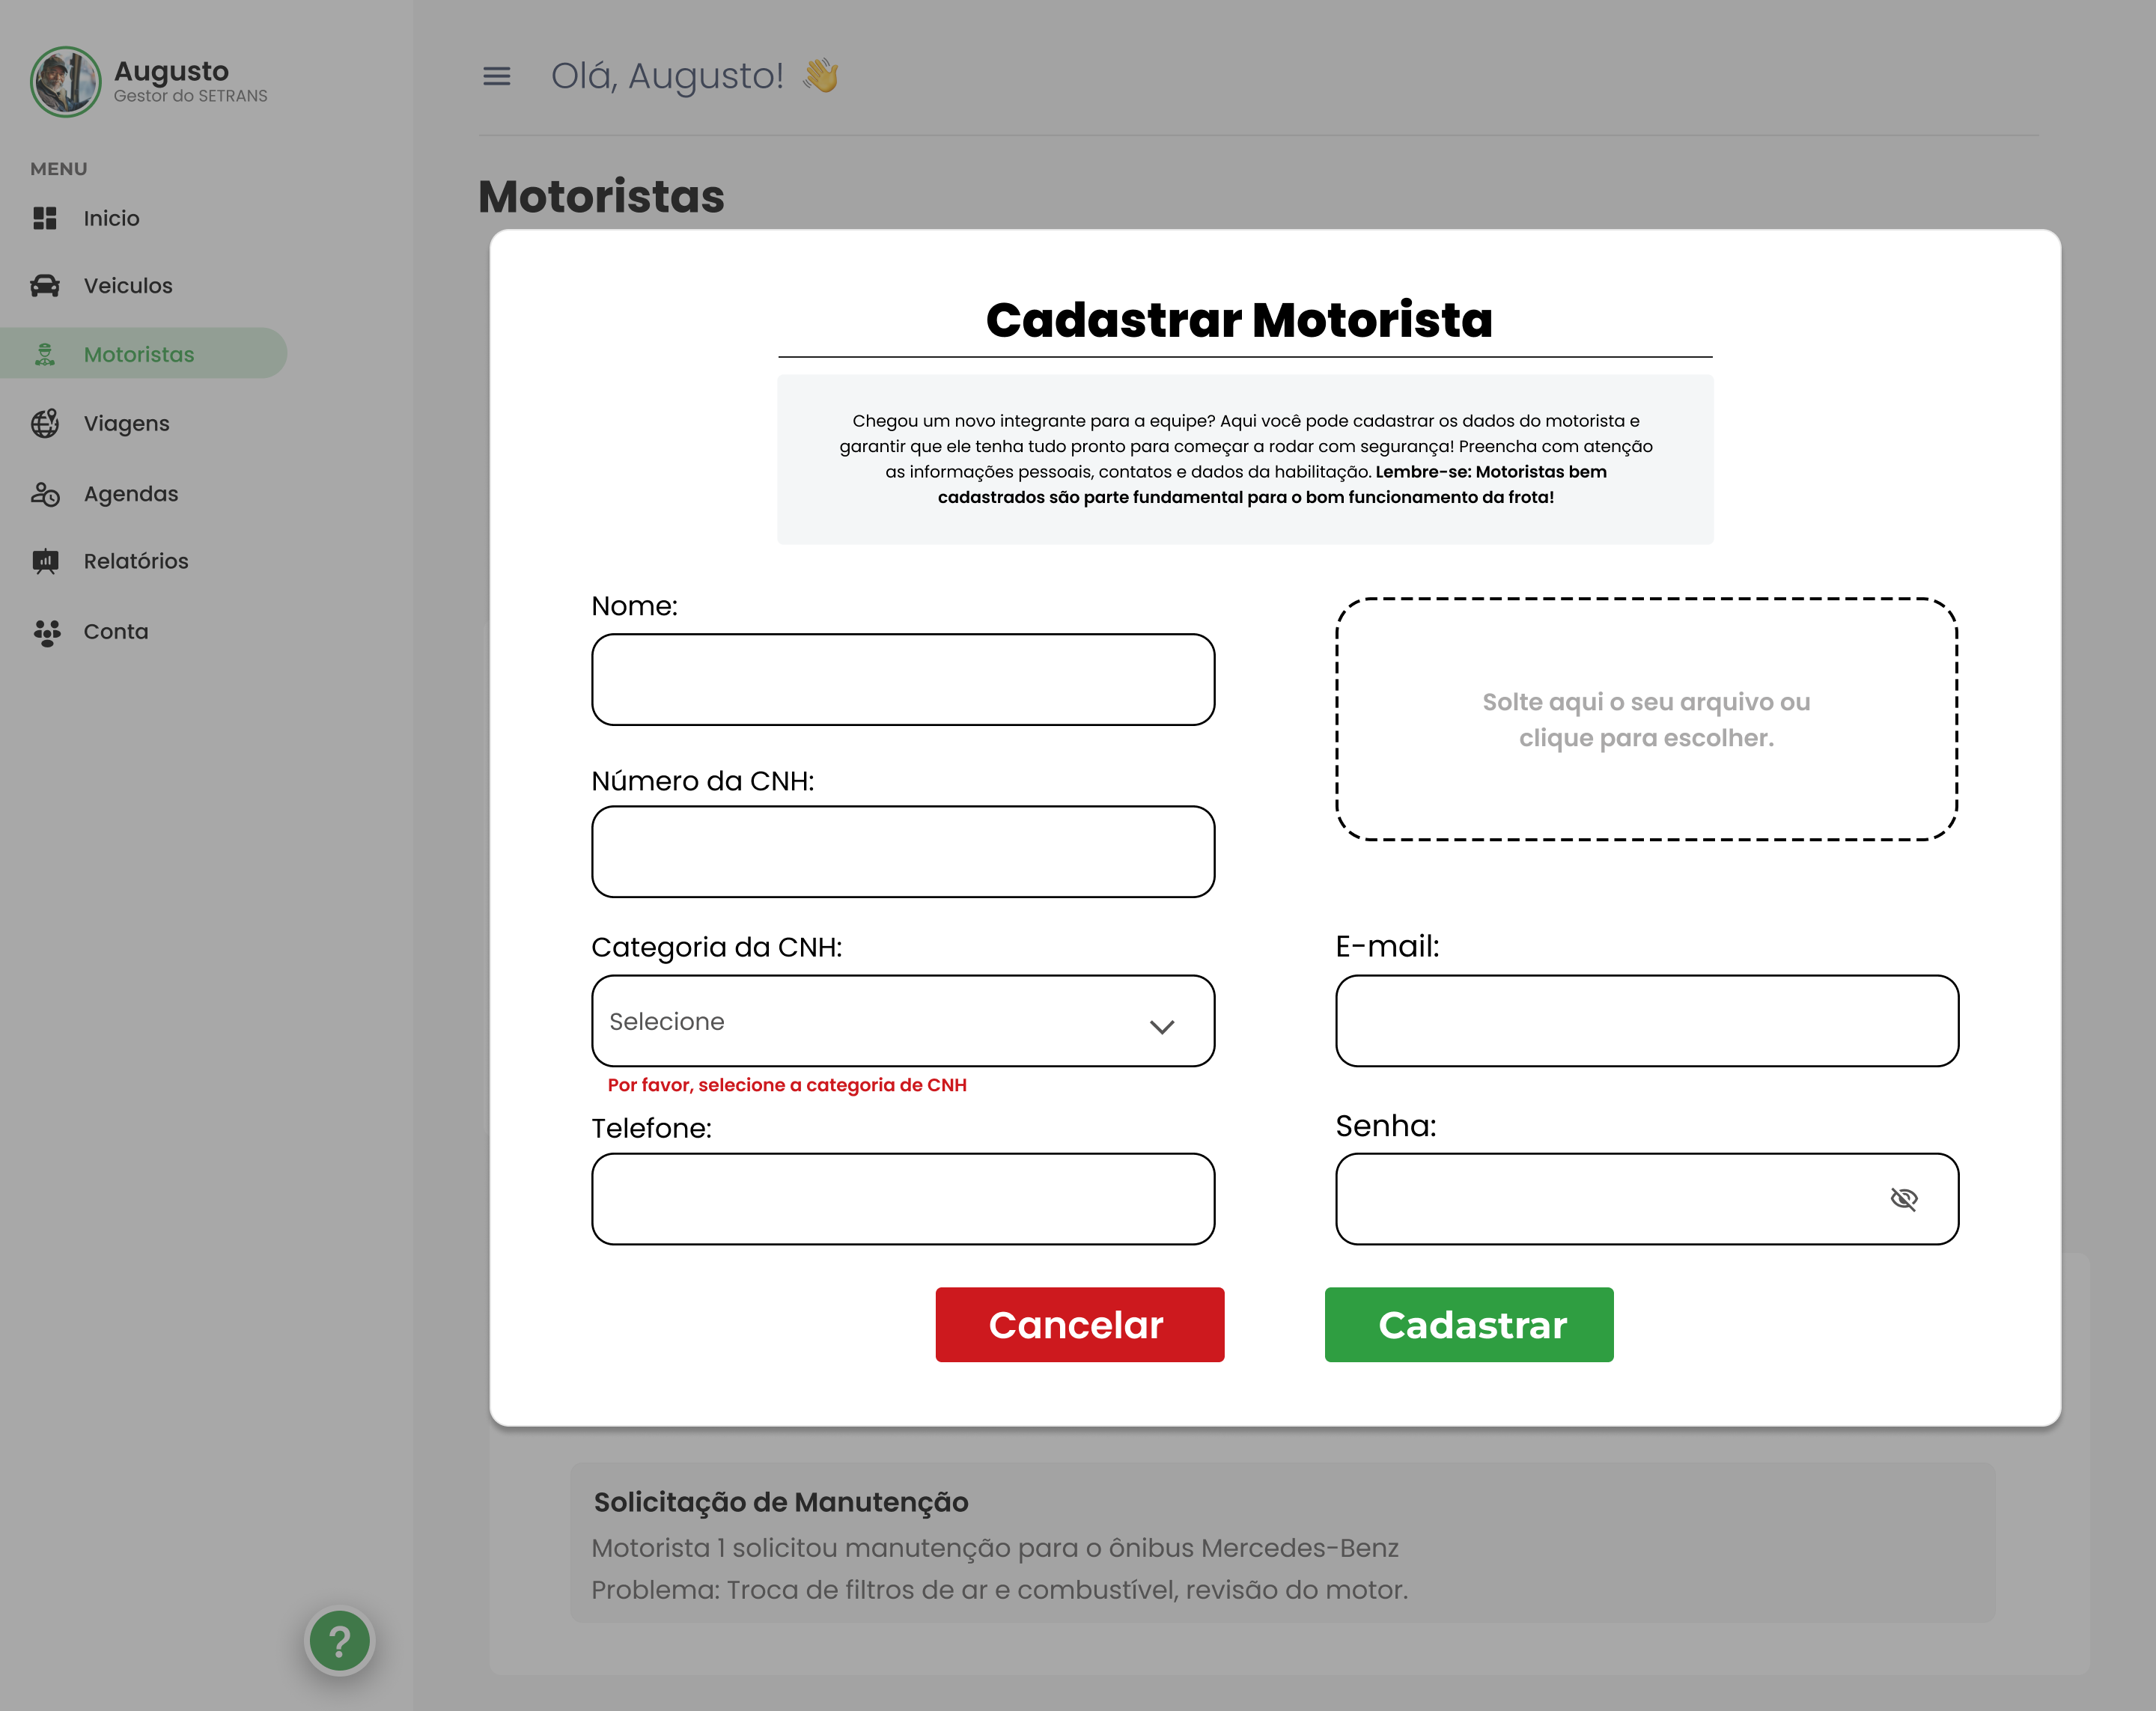 Augusto
Gestor do SETRANS
MENU
Inicio
Veiculos
Motoristas
Viagens
Agendas
Relatórios
Conta
?
Olá, Augusto! 👋
Motoristas
Cadastrar Motorista
Chegou um novo integrante para a equipe? Aqui você pode cadastrar os dados do motorista e
garantir que ele tenha tudo pronto para começar a rodar com segurança! Preencha com atenção
as informações pessoais, contatos e dados da habilitação. Lembre-se: Motoristas bem
cadastrados são parte fundamental para o bom funcionamento da frota!
Nome:
Número da CNH:
Categoria da CNH:
Selecione
Por favor, selecione a categoria de CNH
Telefone:
Solte aqui o seu arquivo ou
clique para escolher.
E-mail:
Senha:
Cancelar
Cadastrar
Solicitação de Manutenção
Motorista 1 solicitou manutenção para o ônibus Mercedes-Benz
Problema: Troca de filtros de ar e combustível, revisão do motor.